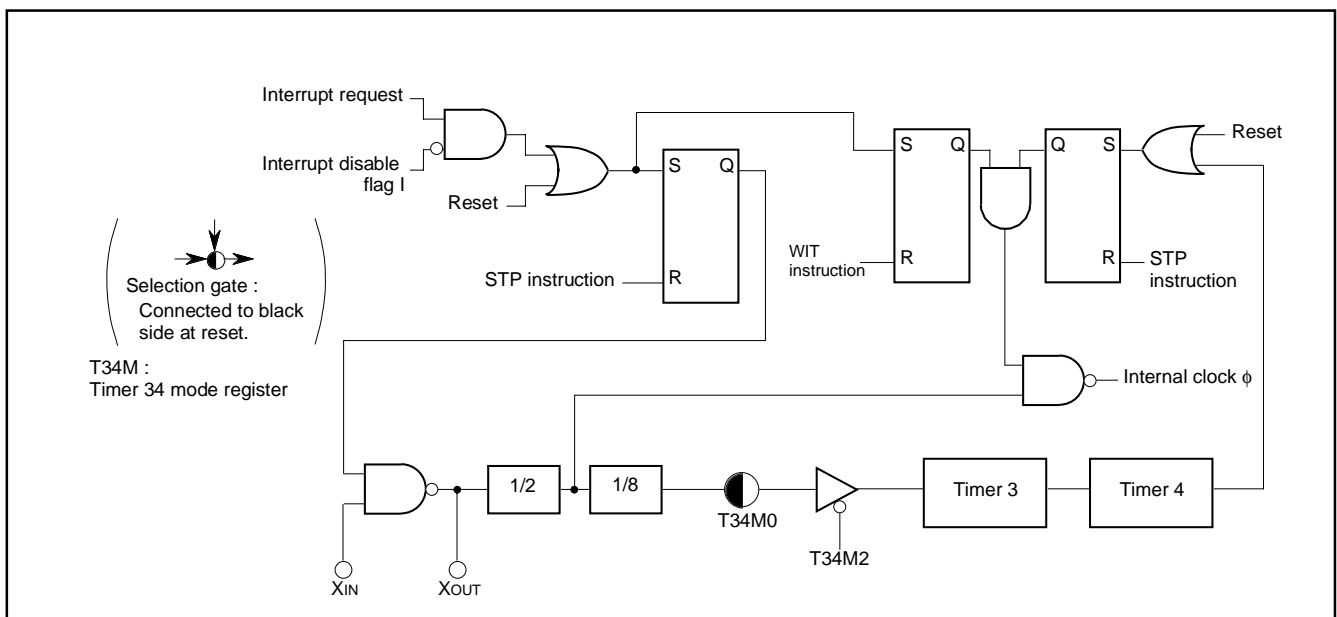 Interrupt request
Interrupt disable
flag I
Reset
S
Q
R
STP instruction
S
Q
R
WIT
instruction
Q
S
R
Reset
STP
instruction
Selection gate :
Connected to black
side at reset.
T34M :
Timer 34 mode register
Internal clock ϕ
1/2
1/8
T34M0
T34M2
Timer 3
Timer 4
XIN
XOUT